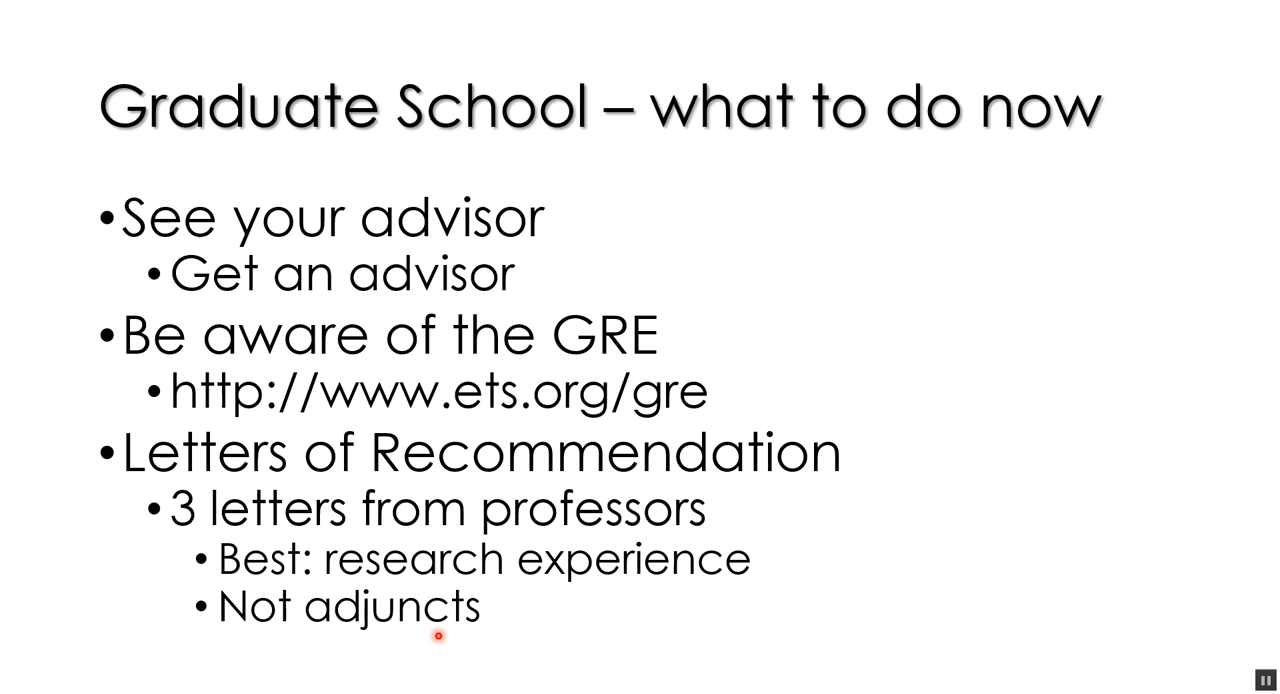 Graduate School – what to do now
•See your advisor
•Get an advisor
•Be aware of the GRE
•http://www.ets.org/gre
•Letters of Recommendation
•3 letters from professors
•Best: research experience
•Not adjuncts